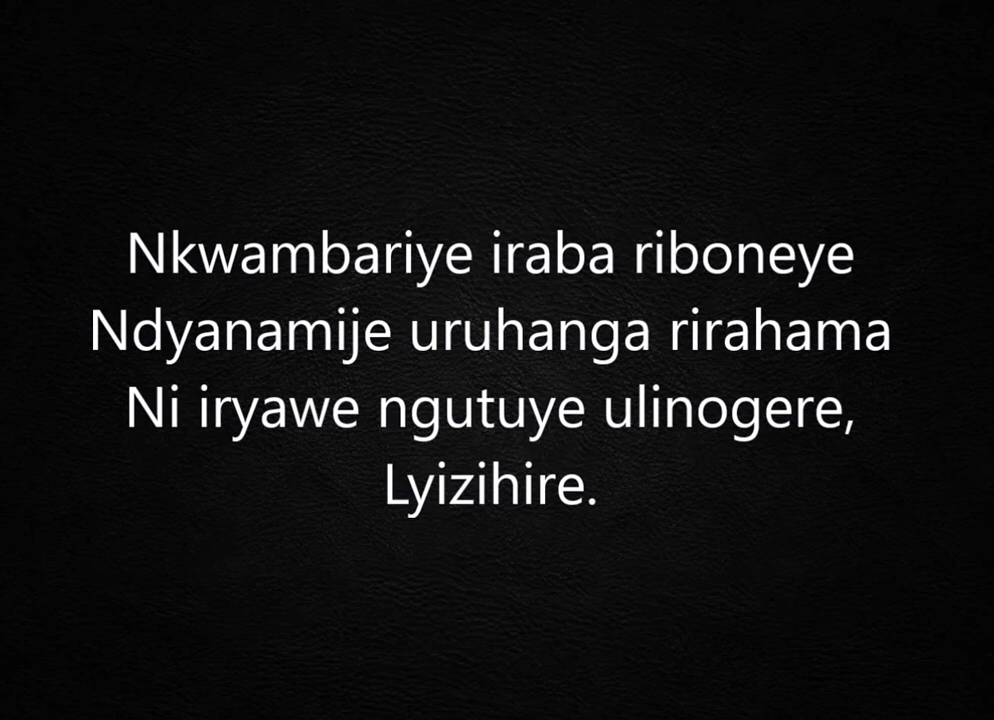 Nkwambariye iraba riboneye
Ndyanamije uruhanga rirahama
Ni iryawe ngutuye ulinogere,
Lyizihire.